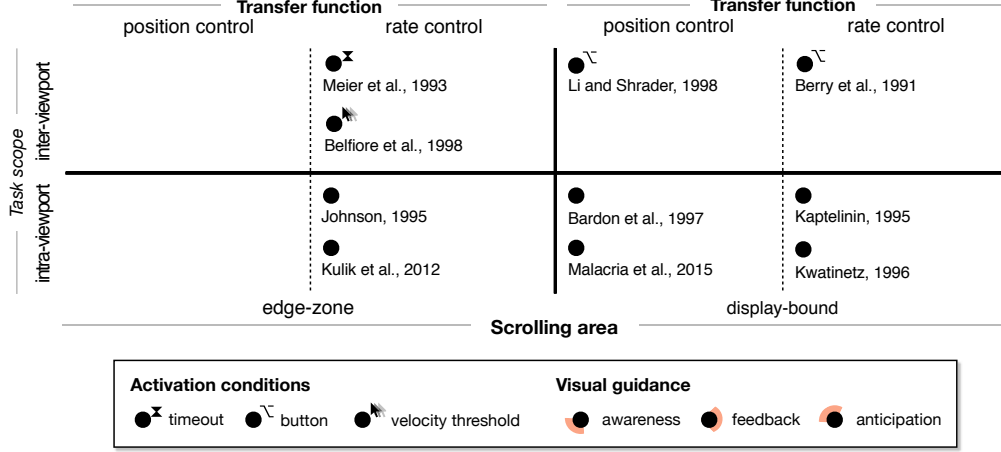 Transfer function Transfer function
position control rate control position control rate control
Task scope
inter-viewport
intra-viewport
Meier et al., 1993 Li and Shrader, 1998 Berry et al., 1991
Belfiore et al., 1998
Johnson, 1995 Bardon et al., 1997 Kaptelinin, 1995
Kulik et al., 2012 Malacria et al., 2015 Kwatinetz, 1996
edge-zone display-bound
Scrolling area
Activation conditions Visual guidance
timeout button velocity threshold awareness feedback anticipation